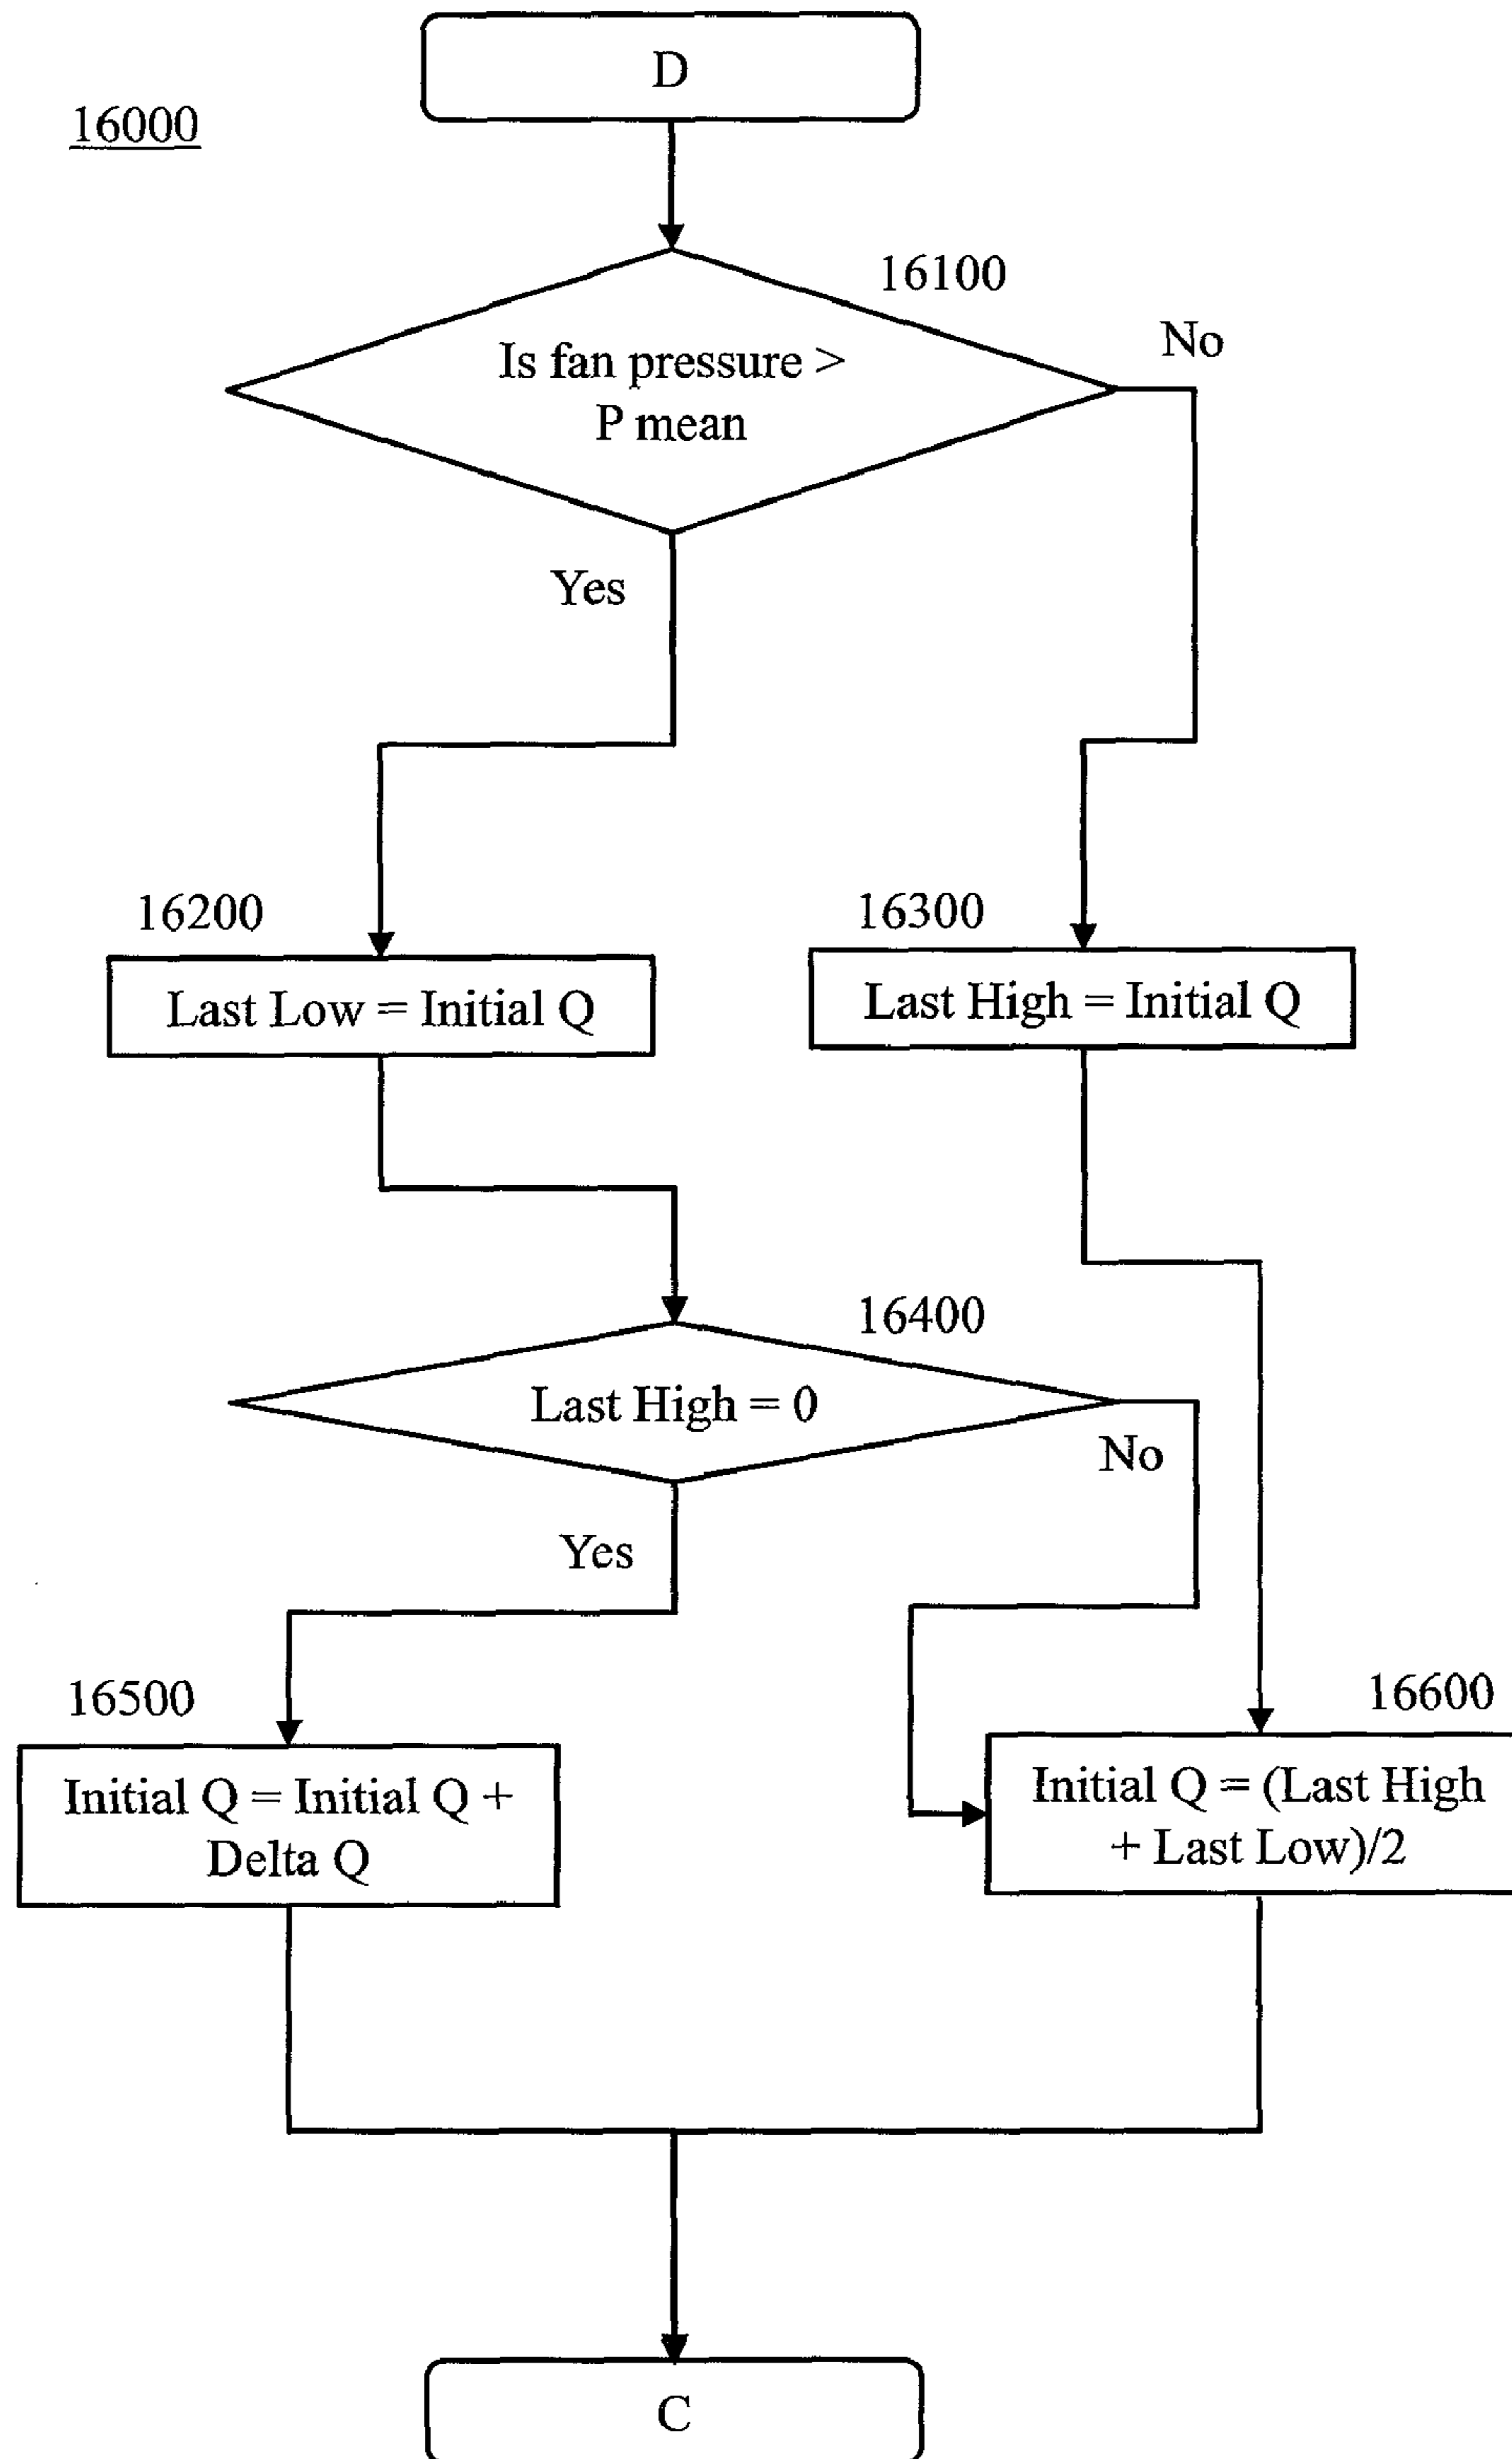 D
16000
16100
No
Is fan pressure >
P mean
Yes
16200
16300
Last Low = Initial Q
Last High = Initial Q
16400
Last High = 0
No
Yes
16500
16600
Initial Q = Initial Q +
Delta Q
Initial Q = (Last High
+ Last Low)/2
C